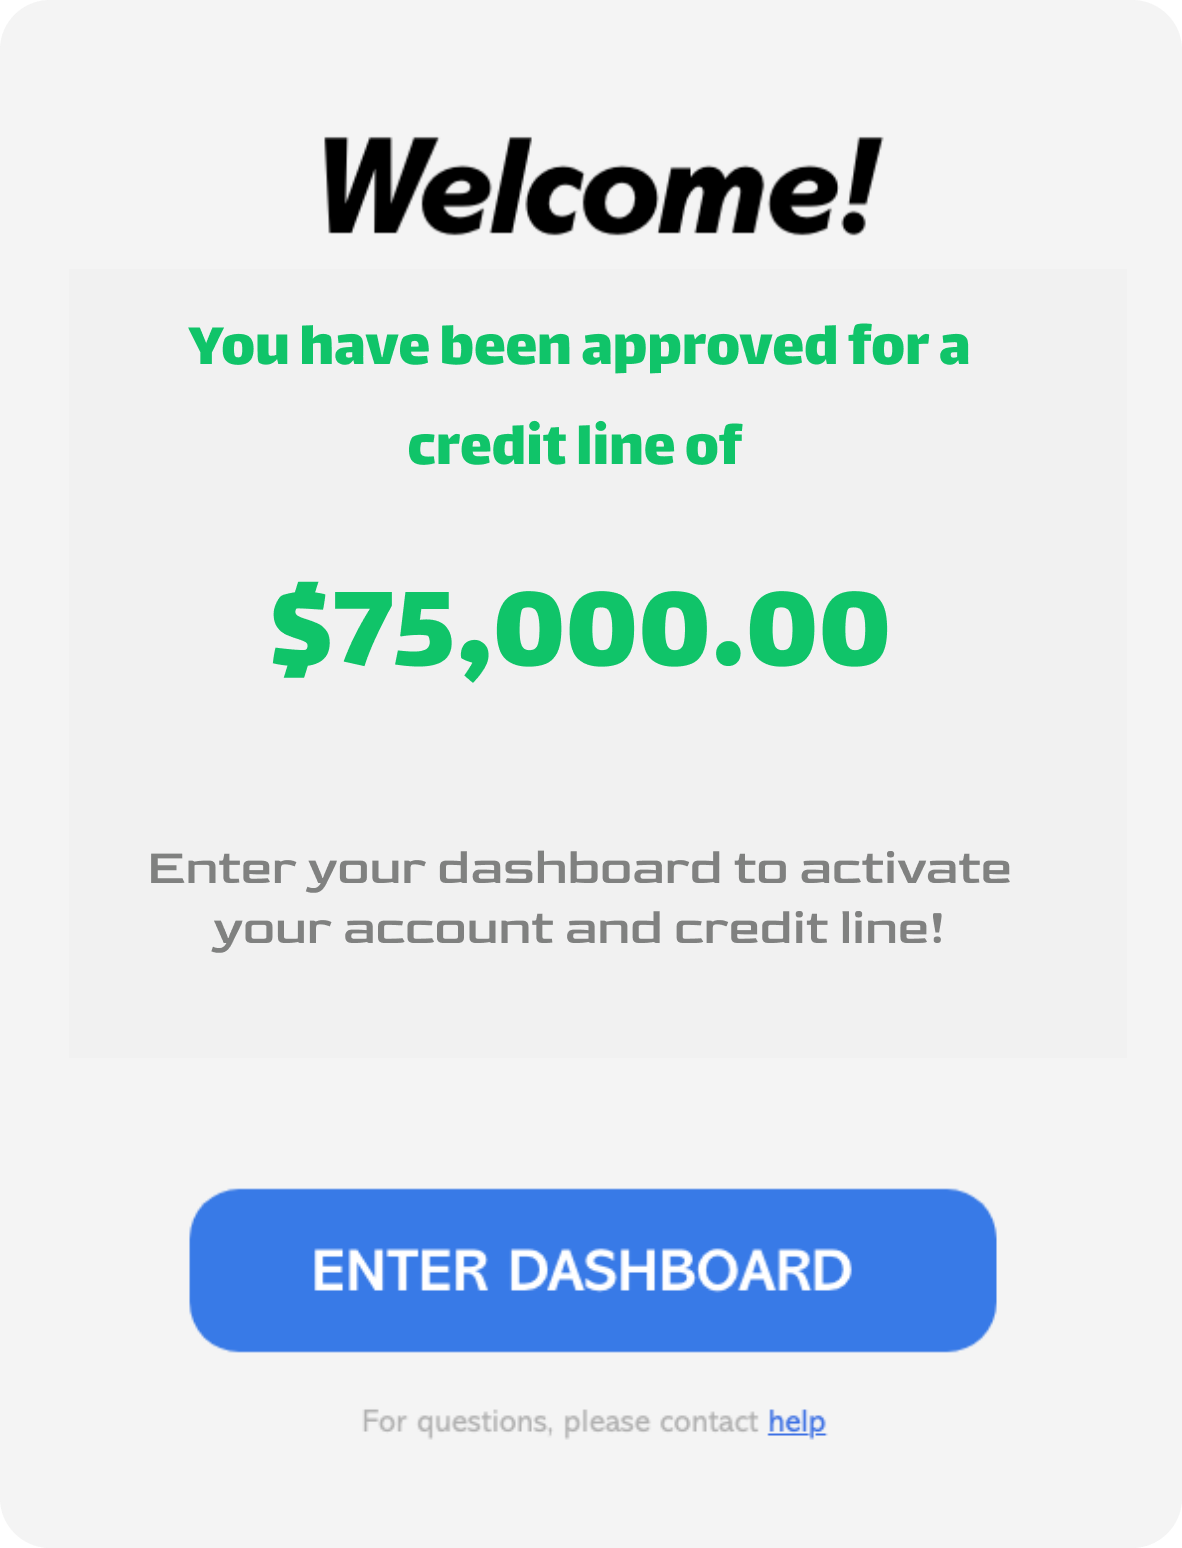 Welcome!
You have been approved for a
credit line of
$75,000.00
Enter your dashboard to activate
your account and credit line!
ENTER DASHBOARD
For questions, please contact help